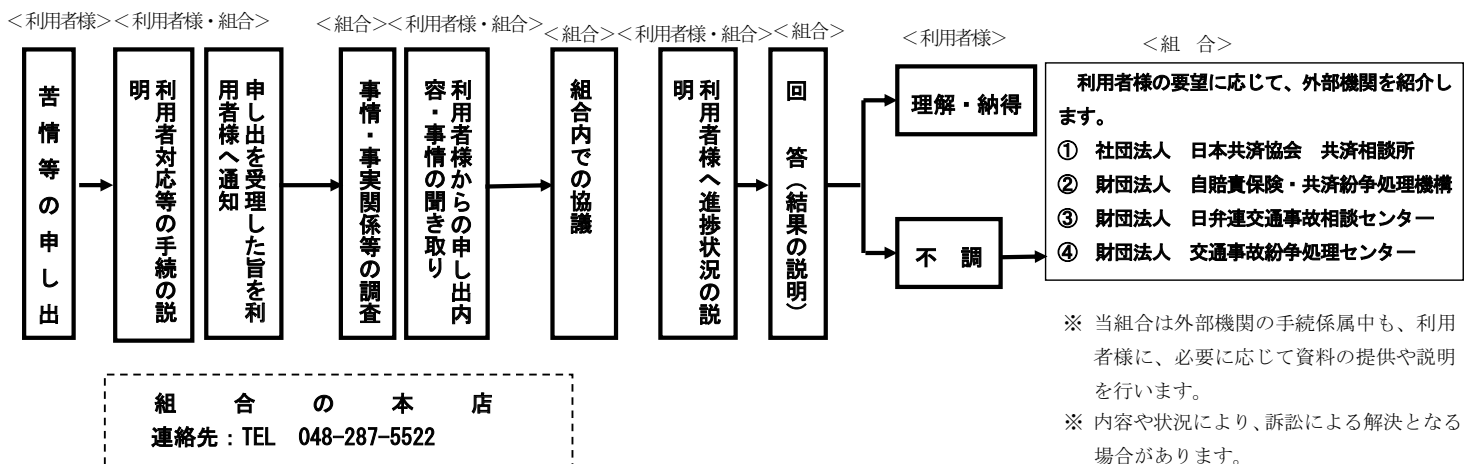 <利用者様>
<利用者様・組合>
<組合>
<利用者様・組合>
<組合>
<利用者様・組合>
<組合>
<利用者様>
<組　合>
苦情等の申し出
利用者対応等の手続の説
明
申し出を受理した旨を利
用者様へ通知
事情・事実関係等の調査
利用者様からの申し出内
容・事情の聞き取り
組合内での協議
利用者様へ進捗状況の説
明
回　答（結果の説明）
理解・納得
不　調
利用者様の要望に応じて、外部機関を紹介し
ます。
①　社団法人　日本共済協会　共済相談所
②　財団法人　自賠責保険・共済紛争処理機構
③　財団法人　日弁連交通事故相談センター
④　財団法人　交通事故紛争処理センター
※ 当組合は外部機関の手続係属中も、利用
者様に、必要に応じて資料の提供や説明
を行います。
※ 内容や状況により、訴訟による解決となる
場合があります。
組　合　の　本　店
連絡先：TEL　048-287-5522